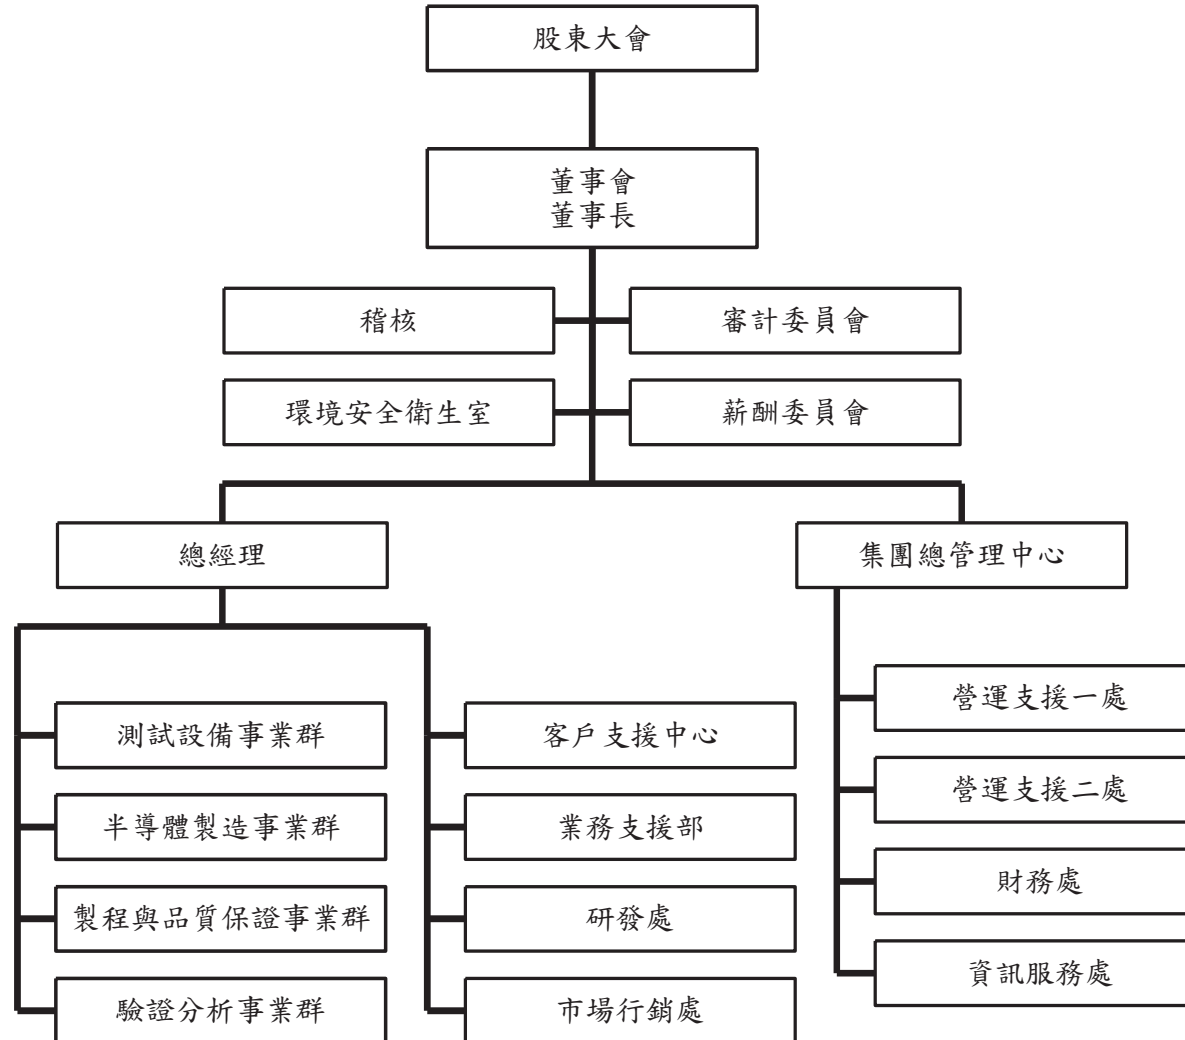 股東大會
董事會
董事長
稽核
審計委員會
環境安全衛生室
薪酬委員會
總經理
集團總管理中心
測試設備事業群
半導體製造事業群
製程與品質保證事業群
驗證分析事業群
客戶支援中心
業務支援部
研發處
市場行銷處
營運支援一處
營運支援二處
財務處
資訊服務處